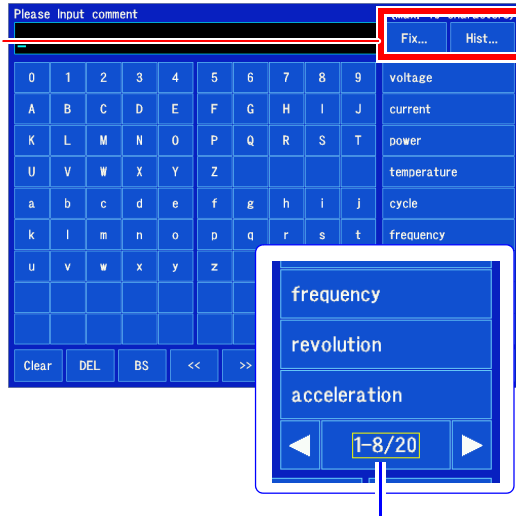 Please Input comment
Fix... Hist...
0 1 2 3 4 5 6 7 8 9 voltage
A B C D E F G H I J current
K L M N O P Q R S T power
U V W X Y Z temperature
a b c d e f g h i j cycle
k l m n o p q r s t frequency
u v w x y z
Clear DEL BS << >>
frequency
revolution
acceleration
1-8/20